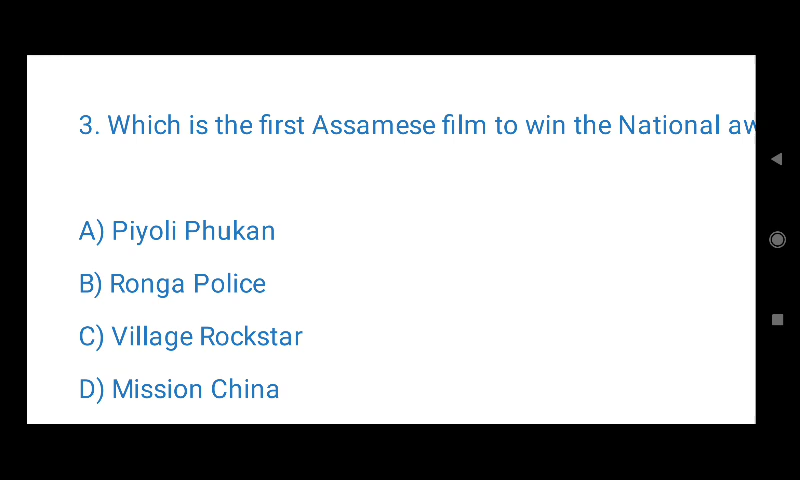 3. Which is the first Assamese film to win the National aw
A) Piyoli Phukan
B) Ronga Police
C) Village Rockstar
D) Mission China